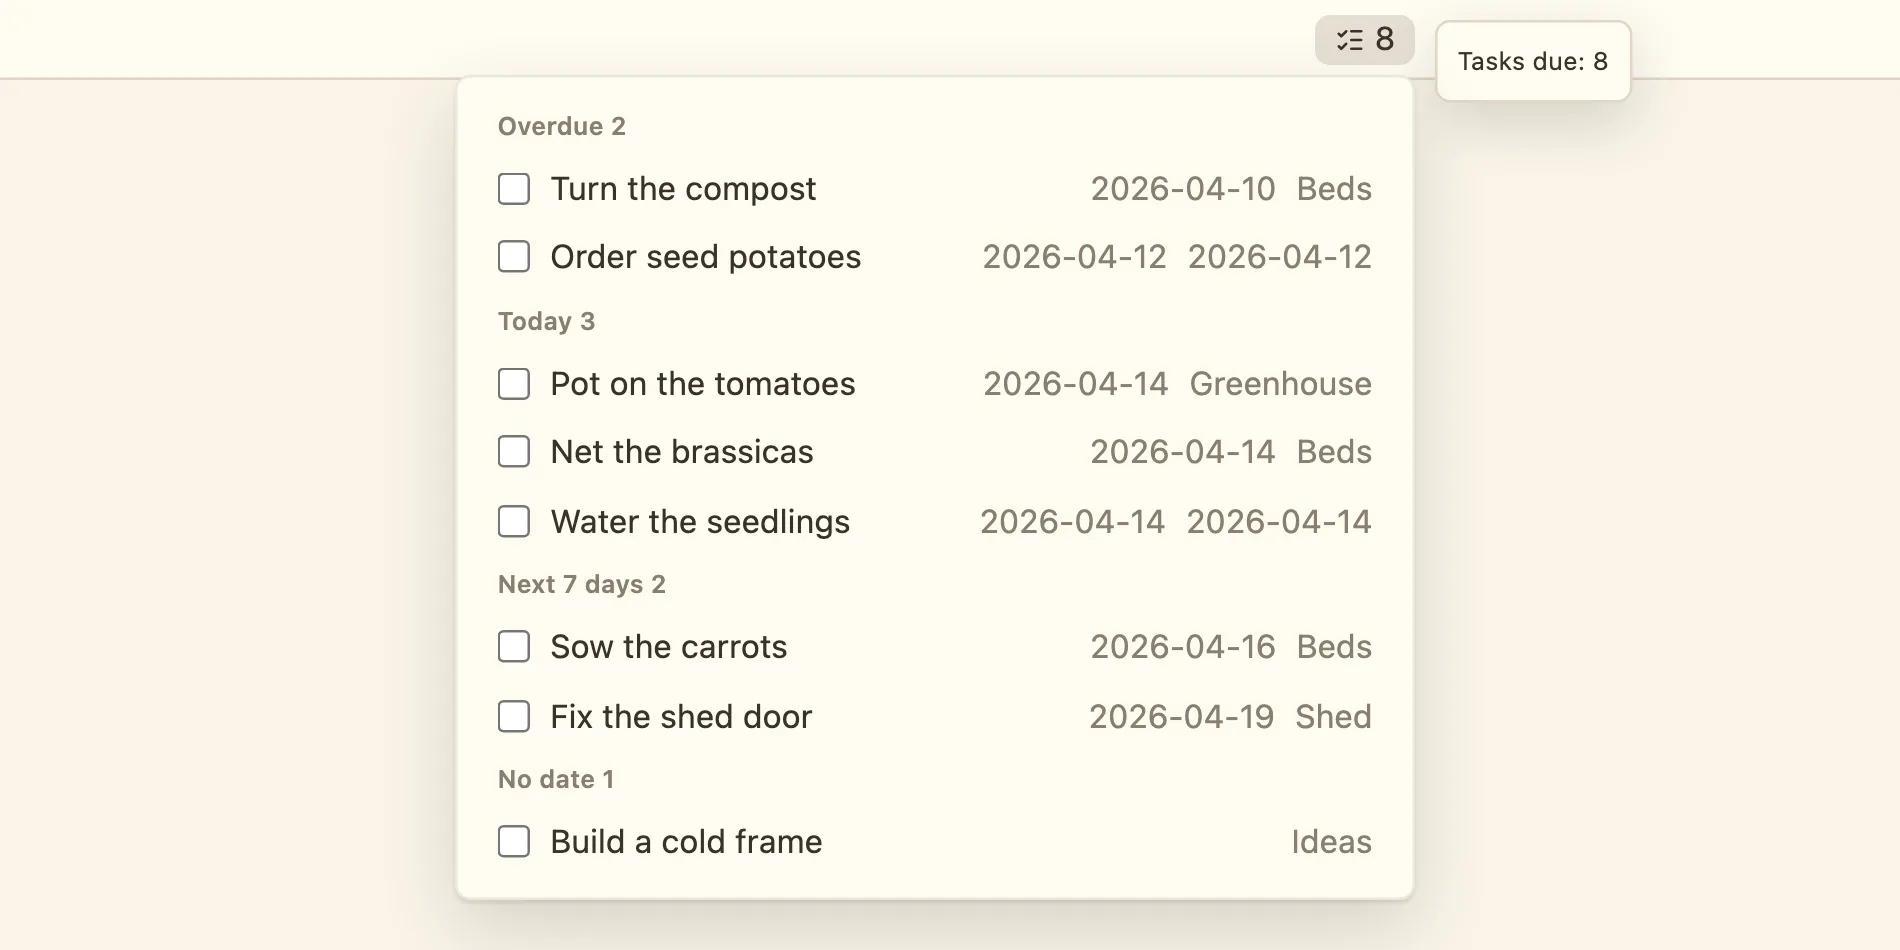 8
Tasks due: 8
Overdue 2
Turn the compost 2026-04-10 Beds
Order seed potatoes 2026-04-12 2026-04-12
Today 3
Pot on the tomatoes 2026-04-14 Greenhouse
Net the brassicas 2026-04-14 Beds
Water the seedlings 2026-04-14 2026-04-14
Next 7 days 2
Sow the carrots 2026-04-16 Beds
Fix the shed door 2026-04-19 Shed
No date 1
Build a cold frame Ideas